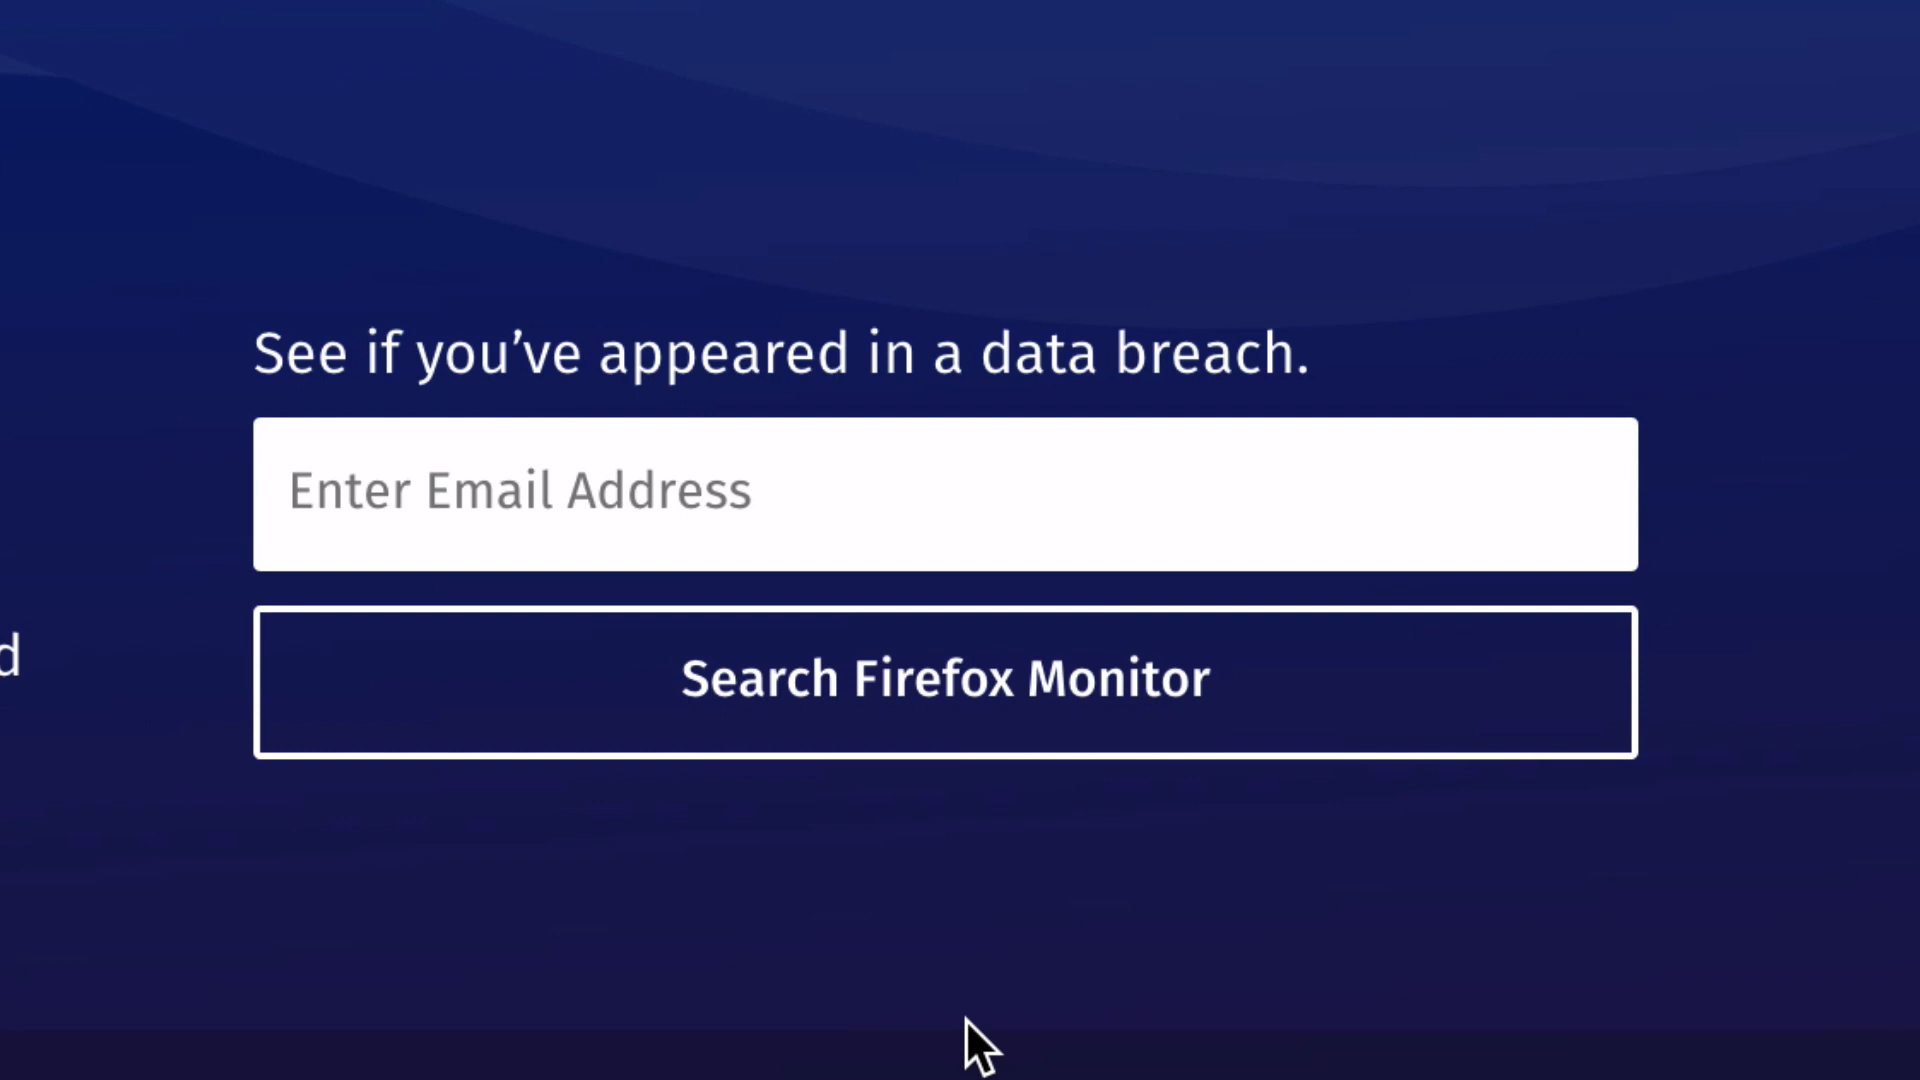 See if you’ve appeared in a data breach.
Enter Email Address
d
Search Firefox Monitor